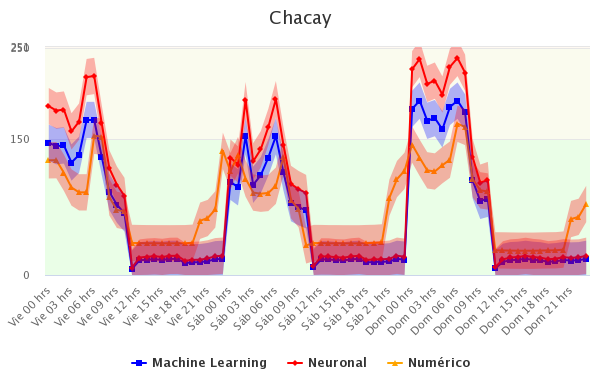 Chacay
250
150
0
Vie 00 hrs
Vie 03 hrs
Vie 06 hrs
Vie 09 hrs
Vie 12 hrs
Vie 15 hrs
Vie 18 hrs
Vie 21 hrs
Sáb 00 hrs
Sáb 03 hrs
Sáb 06 hrs
Sáb 09 hrs
Sáb 12 hrs
Sáb 15 hrs
Sáb 18 hrs
Sáb 21 hrs
Dom 00 hrs
Dom 03 hrs
Dom 06 hrs
Dom 09 hrs
Dom 12 hrs
Dom 15 hrs
Dom 18 hrs
Dom 21 hrs
Machine Learning Neuronal Numérico